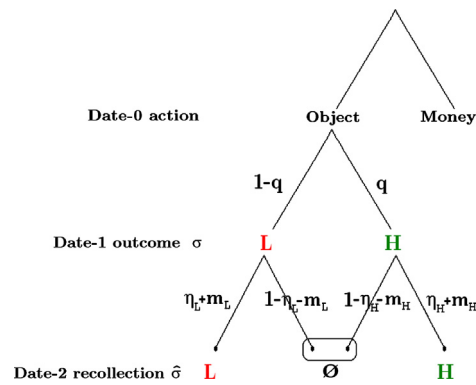 Date-0 action Object Money
1-q q
Date-1 outcome σ L H
η_L+m_L 1-η_L-m_L 1-η_H-m_H η_H+m_H
Date-2 recollection σ̂ L Ø H